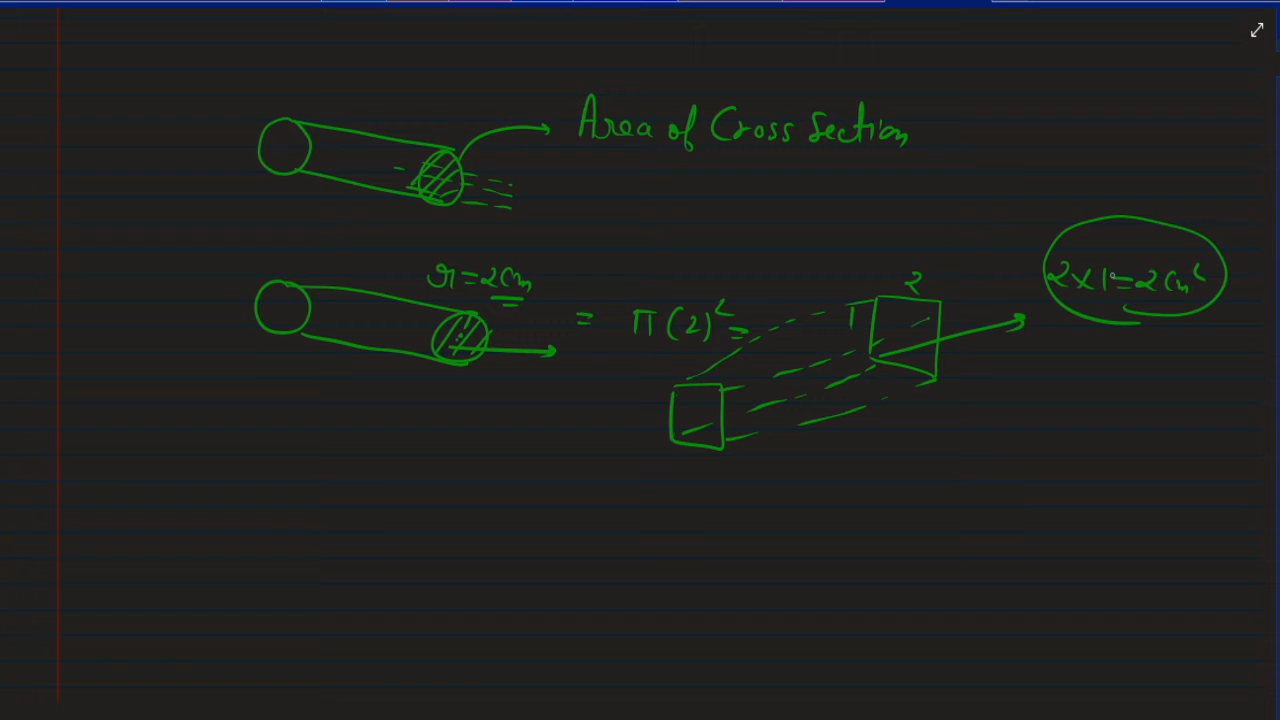 Area of Cross Section
r=2cm
= π(2)² =
2
1
2×1=2cm²